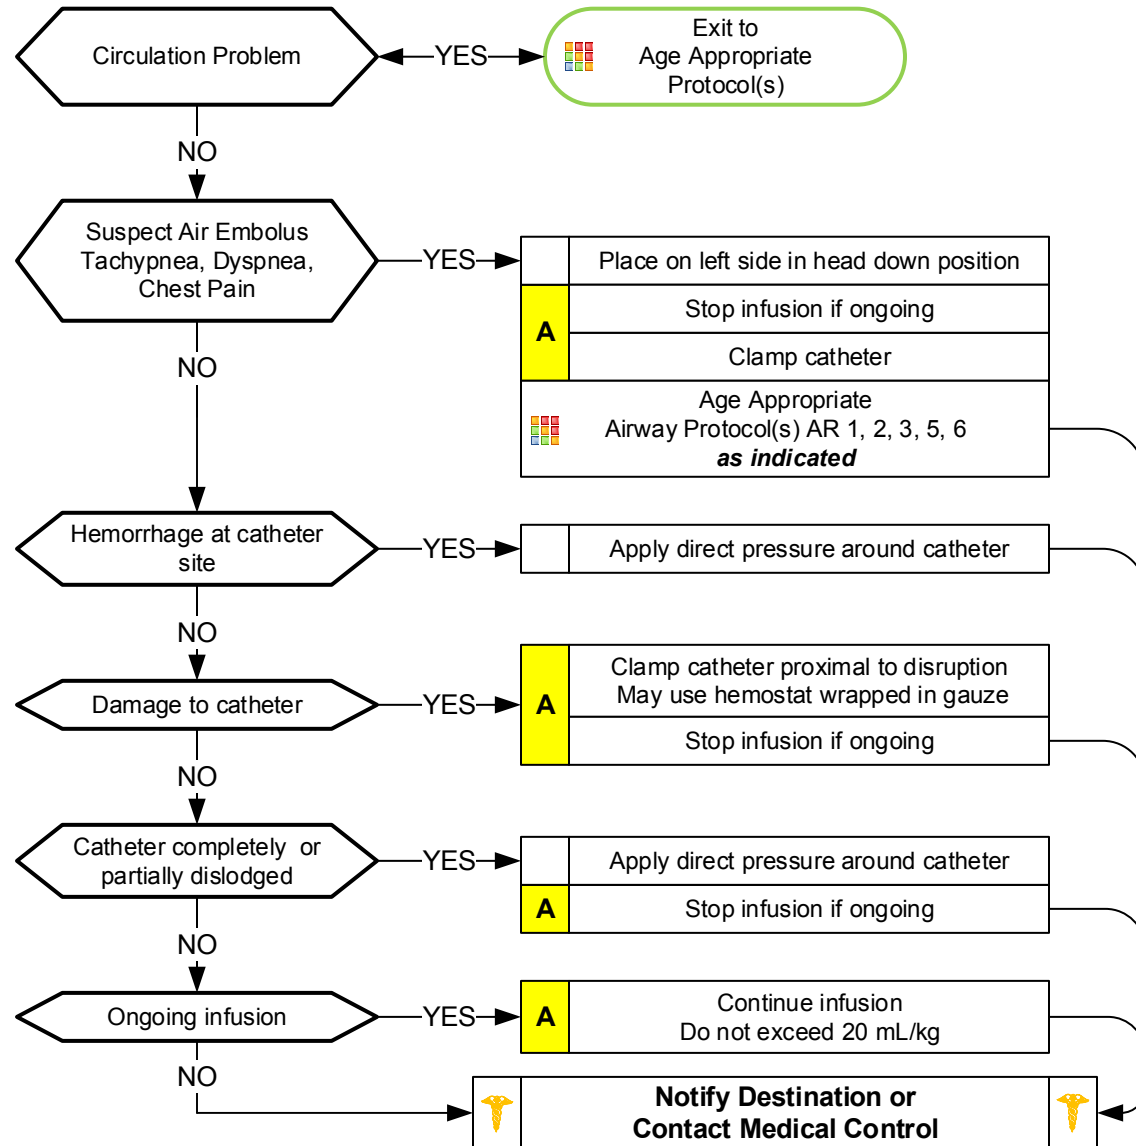 Circulation Problem
YES
Exit to
Age Appropriate
Protocol(s)
NO
Suspect Air Embolus
Tachypnea, Dyspnea,
Chest Pain
YES
Place on left side in head down position
A
Stop infusion if ongoing
Clamp catheter
Age Appropriate
Airway Protocol(s) AR 1, 2, 3, 5, 6
as indicated
NO
Hemorrhage at catheter
site
YES
Apply direct pressure around catheter
NO
Damage to catheter
YES
A
Clamp catheter proximal to disruption
May use hemostat wrapped in gauze
Stop infusion if ongoing
NO
Catheter completely or
partially dislodged
YES
Apply direct pressure around catheter
A
Stop infusion if ongoing
NO
Ongoing infusion
YES
A
Continue infusion
Do not exceed 20 mL/kg
NO
Notify Destination or
Contact Medical Control